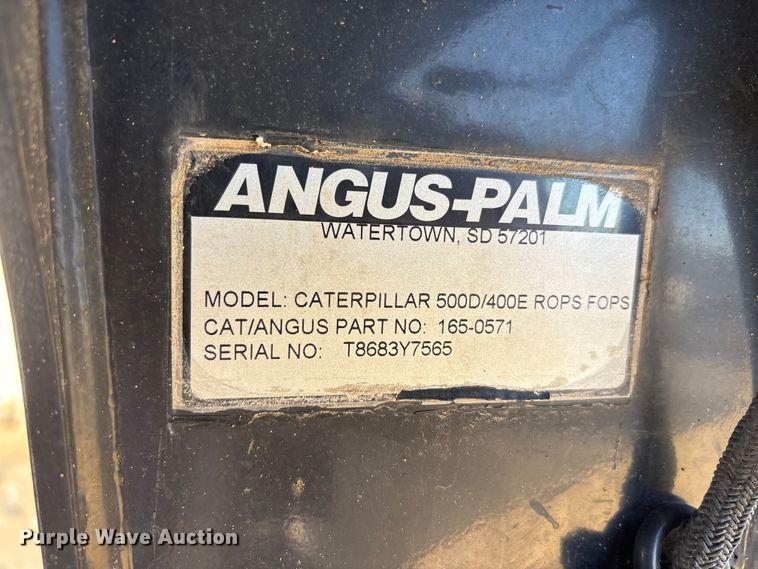 ANGUS-PALM
WATERTOWN, SD 57201
MODEL: CATERPILLAR 500D/400E ROPS FOPS
CAT/ANGUS PART NO: 165-0571
SERIAL NO: T8683Y7565
Purple Wave Auction